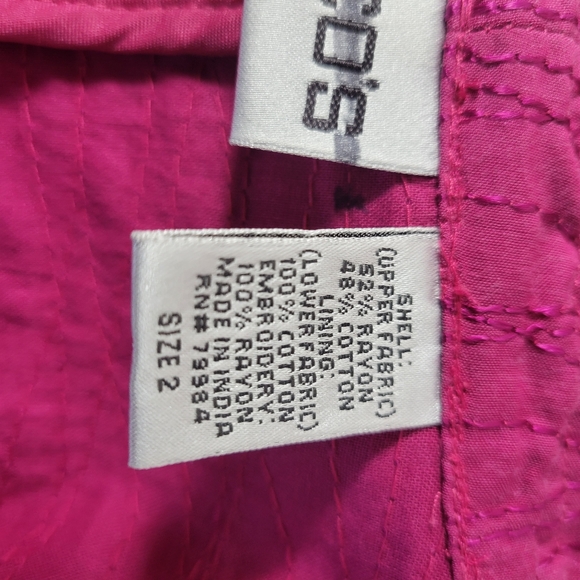 CO'S
SHELL:
(UPPER FABRIC)
52% RAYON
48% COTTON
LINING:
(LOWER FABRIC)
100% COTTON
EMBROIDERY:
100% RAYON
MADE IN INDIA
RN# 79984
SIZE 2